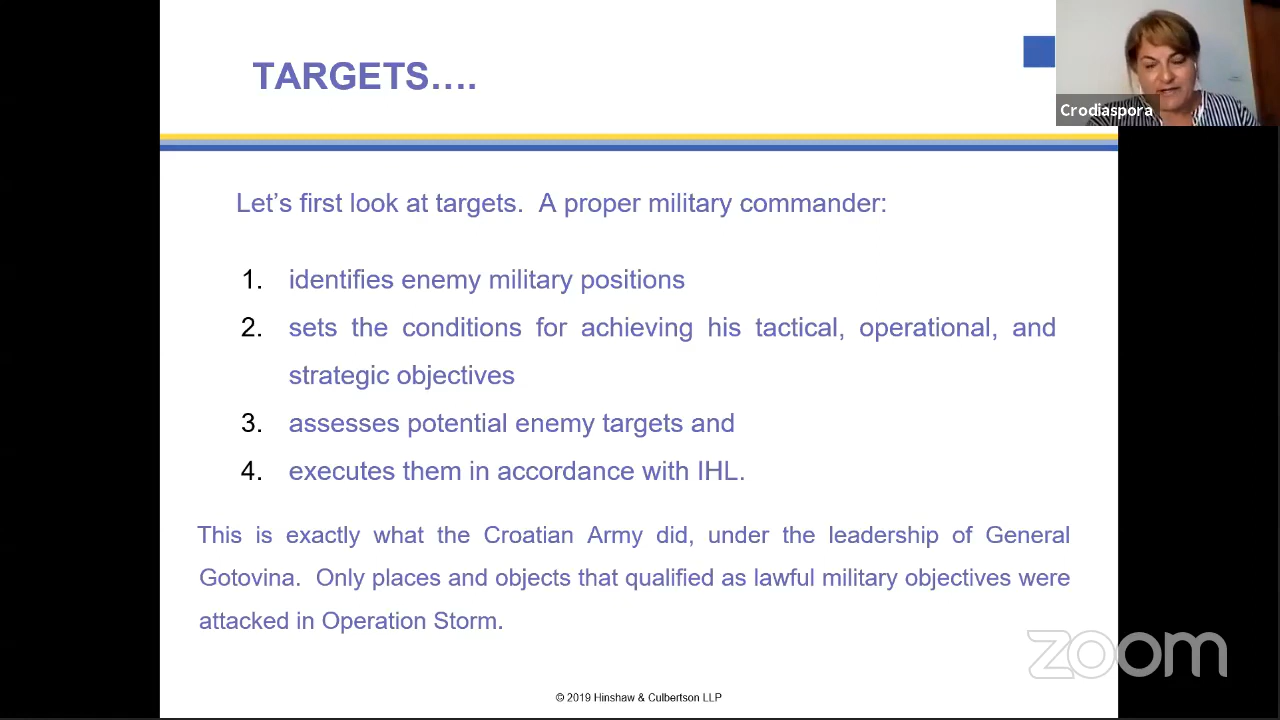 TARGETS….
Crodiaspora
Let's first look at targets. A proper military commander:
1. identifies enemy military positions
2. sets the conditions for achieving his tactical, operational, and
strategic objectives
3. assesses potential enemy targets and
4. executes them in accordance with IHL.
This is exactly what the Croatian Army did, under the leadership of General
Gotovina. Only places and objects that qualified as lawful military objectives were
attacked in Operation Storm.
zoom
© 2019 Hinshaw & Culbertson LLP